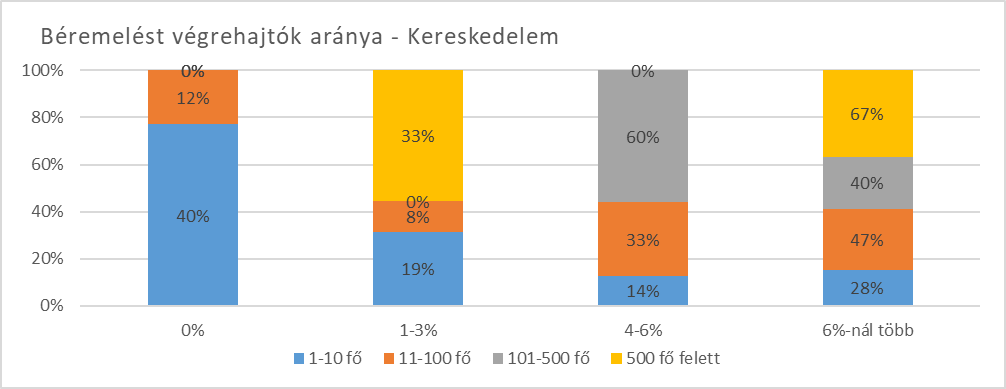 Béremelést végrehajtók aránya - Kereskedelem
100% 0% 0%
12%
80% 67%
33% 60%
60%
40% 0% 40%
40% 8% 33% 47%
20% 19%
14% 28%
0%
0% 1-3% 4-6% 6%-nál több
1-10 fő 11-100 fő 101-500 fő 500 fő felett